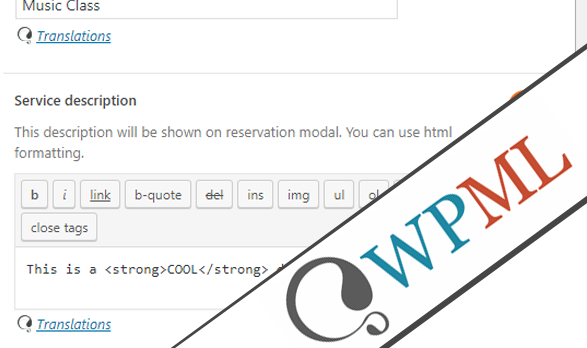 Music Class
Translations
Service description
This description will be shown on reservation modal. You can use html
formatting.
b i link b-quote del ins img ul ol
close tags
This is a <strong>COOL</strong>
Translations
WPML